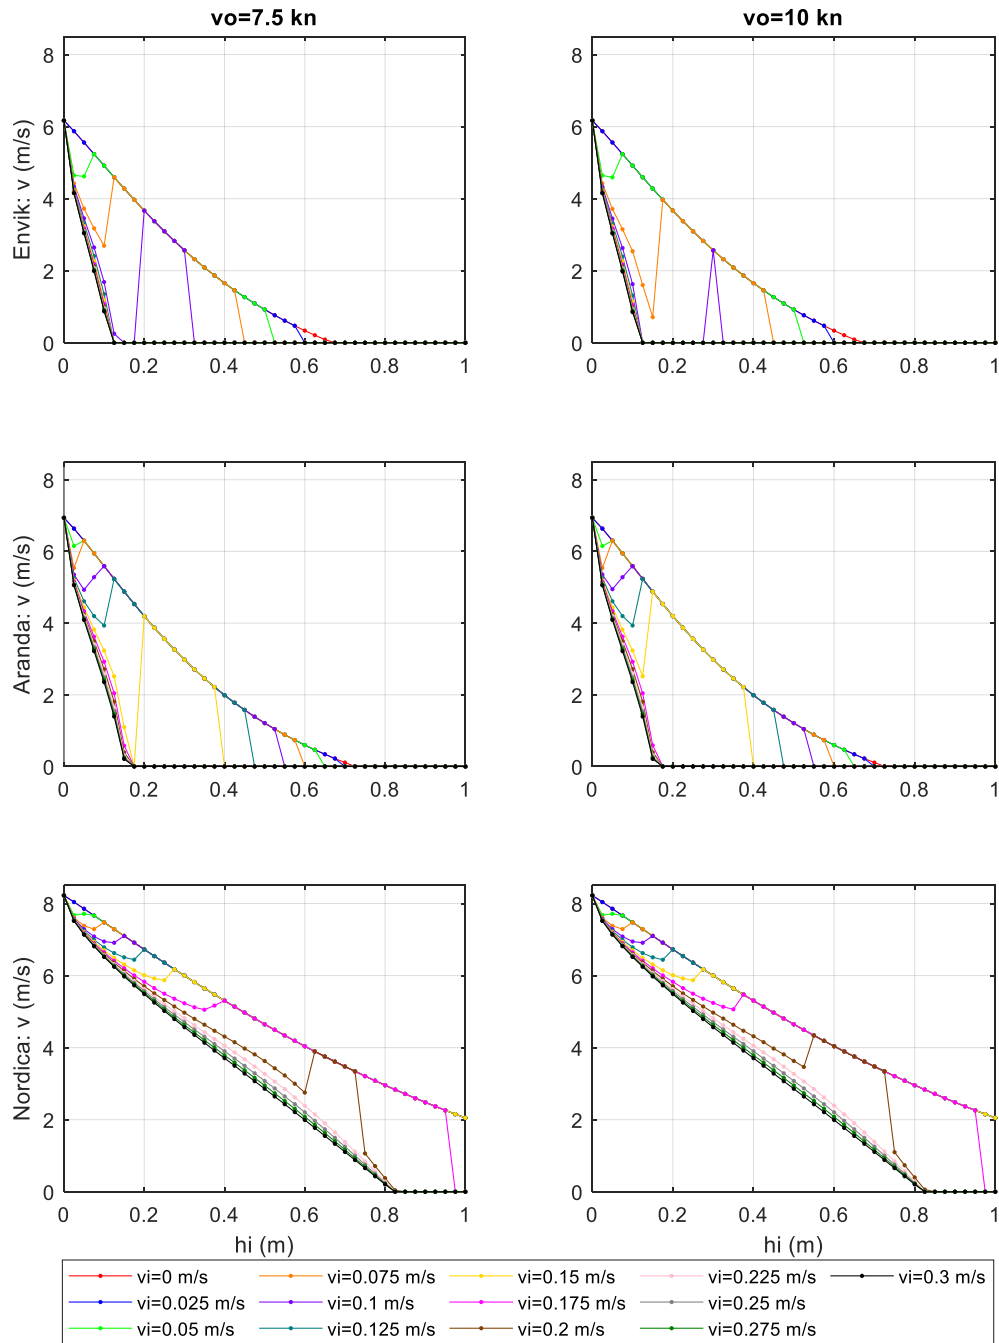 vo=7.5 kn vo=10 kn
8 8
6 6
4 4
2 2
0 0
Envik: v (m/s)
0 0.2 0.4 0.6 0.8 1 0 0.2 0.4 0.6 0.8 1
8 8
6 6
4 4
2 2
0 0
Aranda: v (m/s)
0 0.2 0.4 0.6 0.8 1 0 0.2 0.4 0.6 0.8 1
8 8
6 6
4 4
2 2
0 0
Nordica: v (m/s)
0 0.2 0.4 0.6 0.8 1 0 0.2 0.4 0.6 0.8 1
hi (m) hi (m)
vi=0 m/s vi=0.075 m/s vi=0.15 m/s vi=0.225 m/s vi=0.3 m/s
vi=0.025 m/s vi=0.1 m/s vi=0.175 m/s vi=0.25 m/s
vi=0.05 m/s vi=0.125 m/s vi=0.2 m/s vi=0.275 m/s